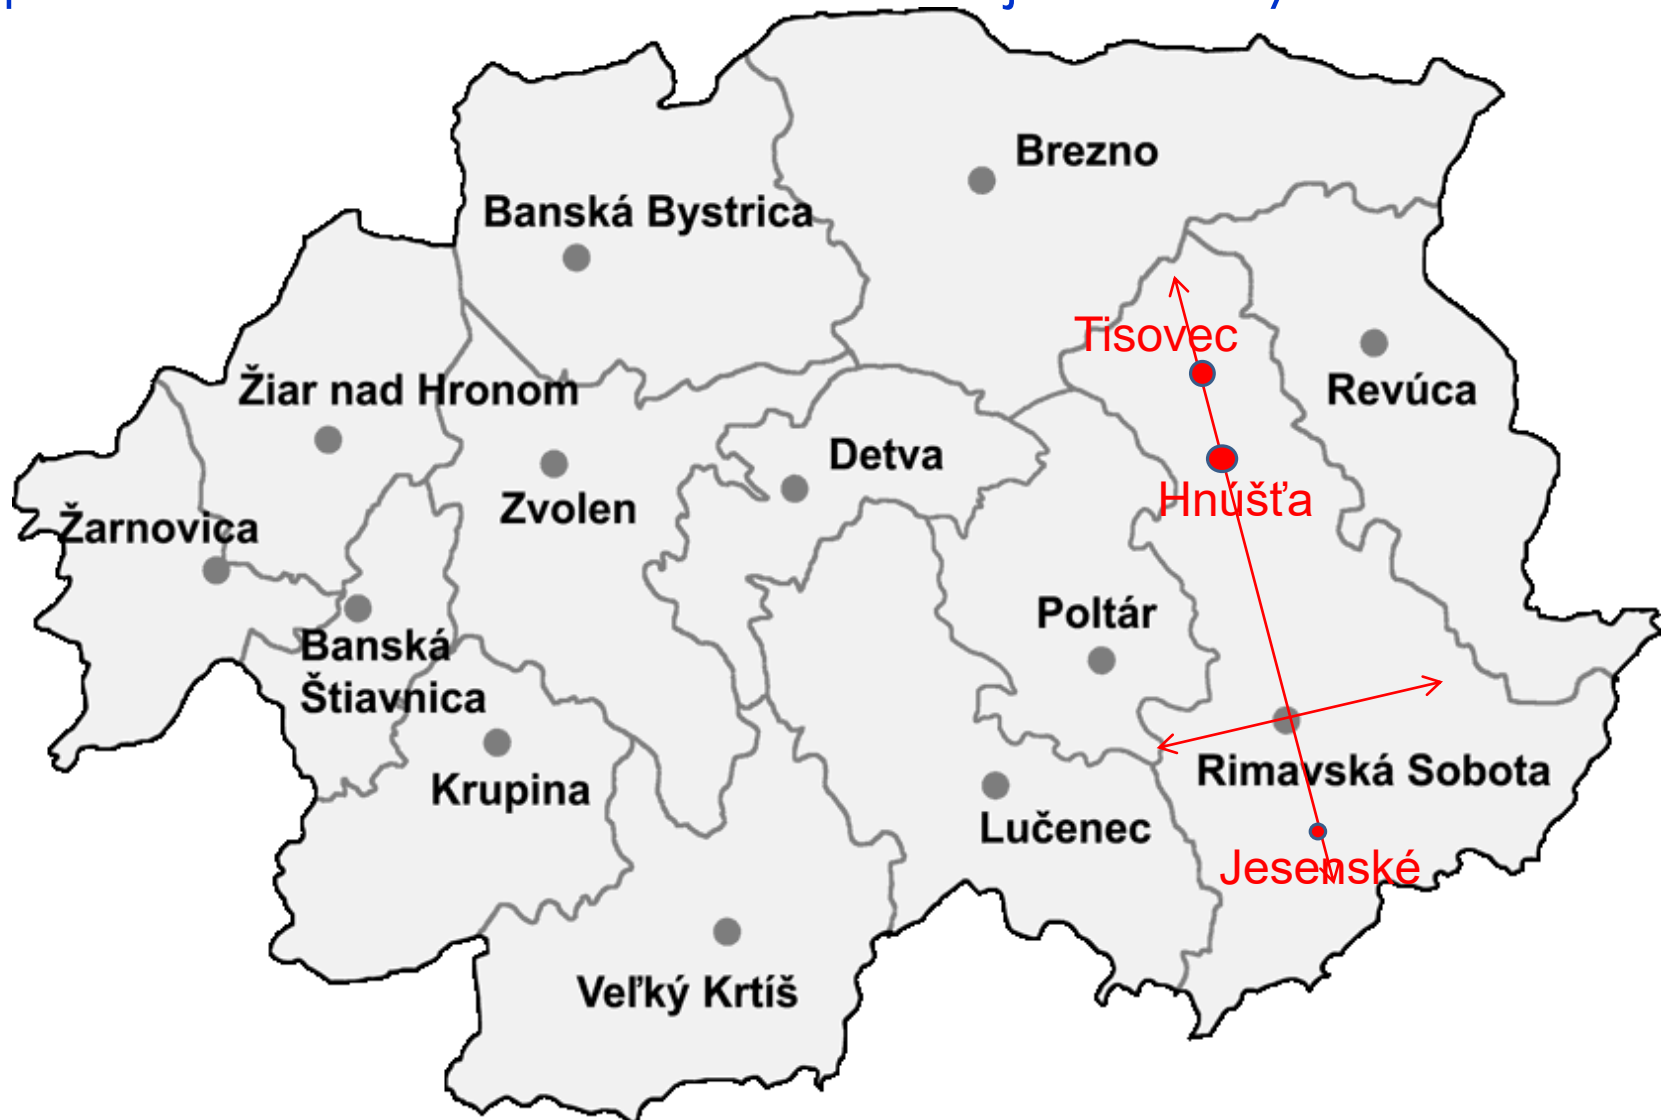 Brezno
Banská Bystrica
Tisovec
Žiar nad Hronom
Revúca
Detva
Zvolen
Hnúšťa
Žarnovica
Poltár
Banská
Štiavnica
Rimavská Sobota
Krupina
Lučenec
Jesenské
Veľký Krtíš